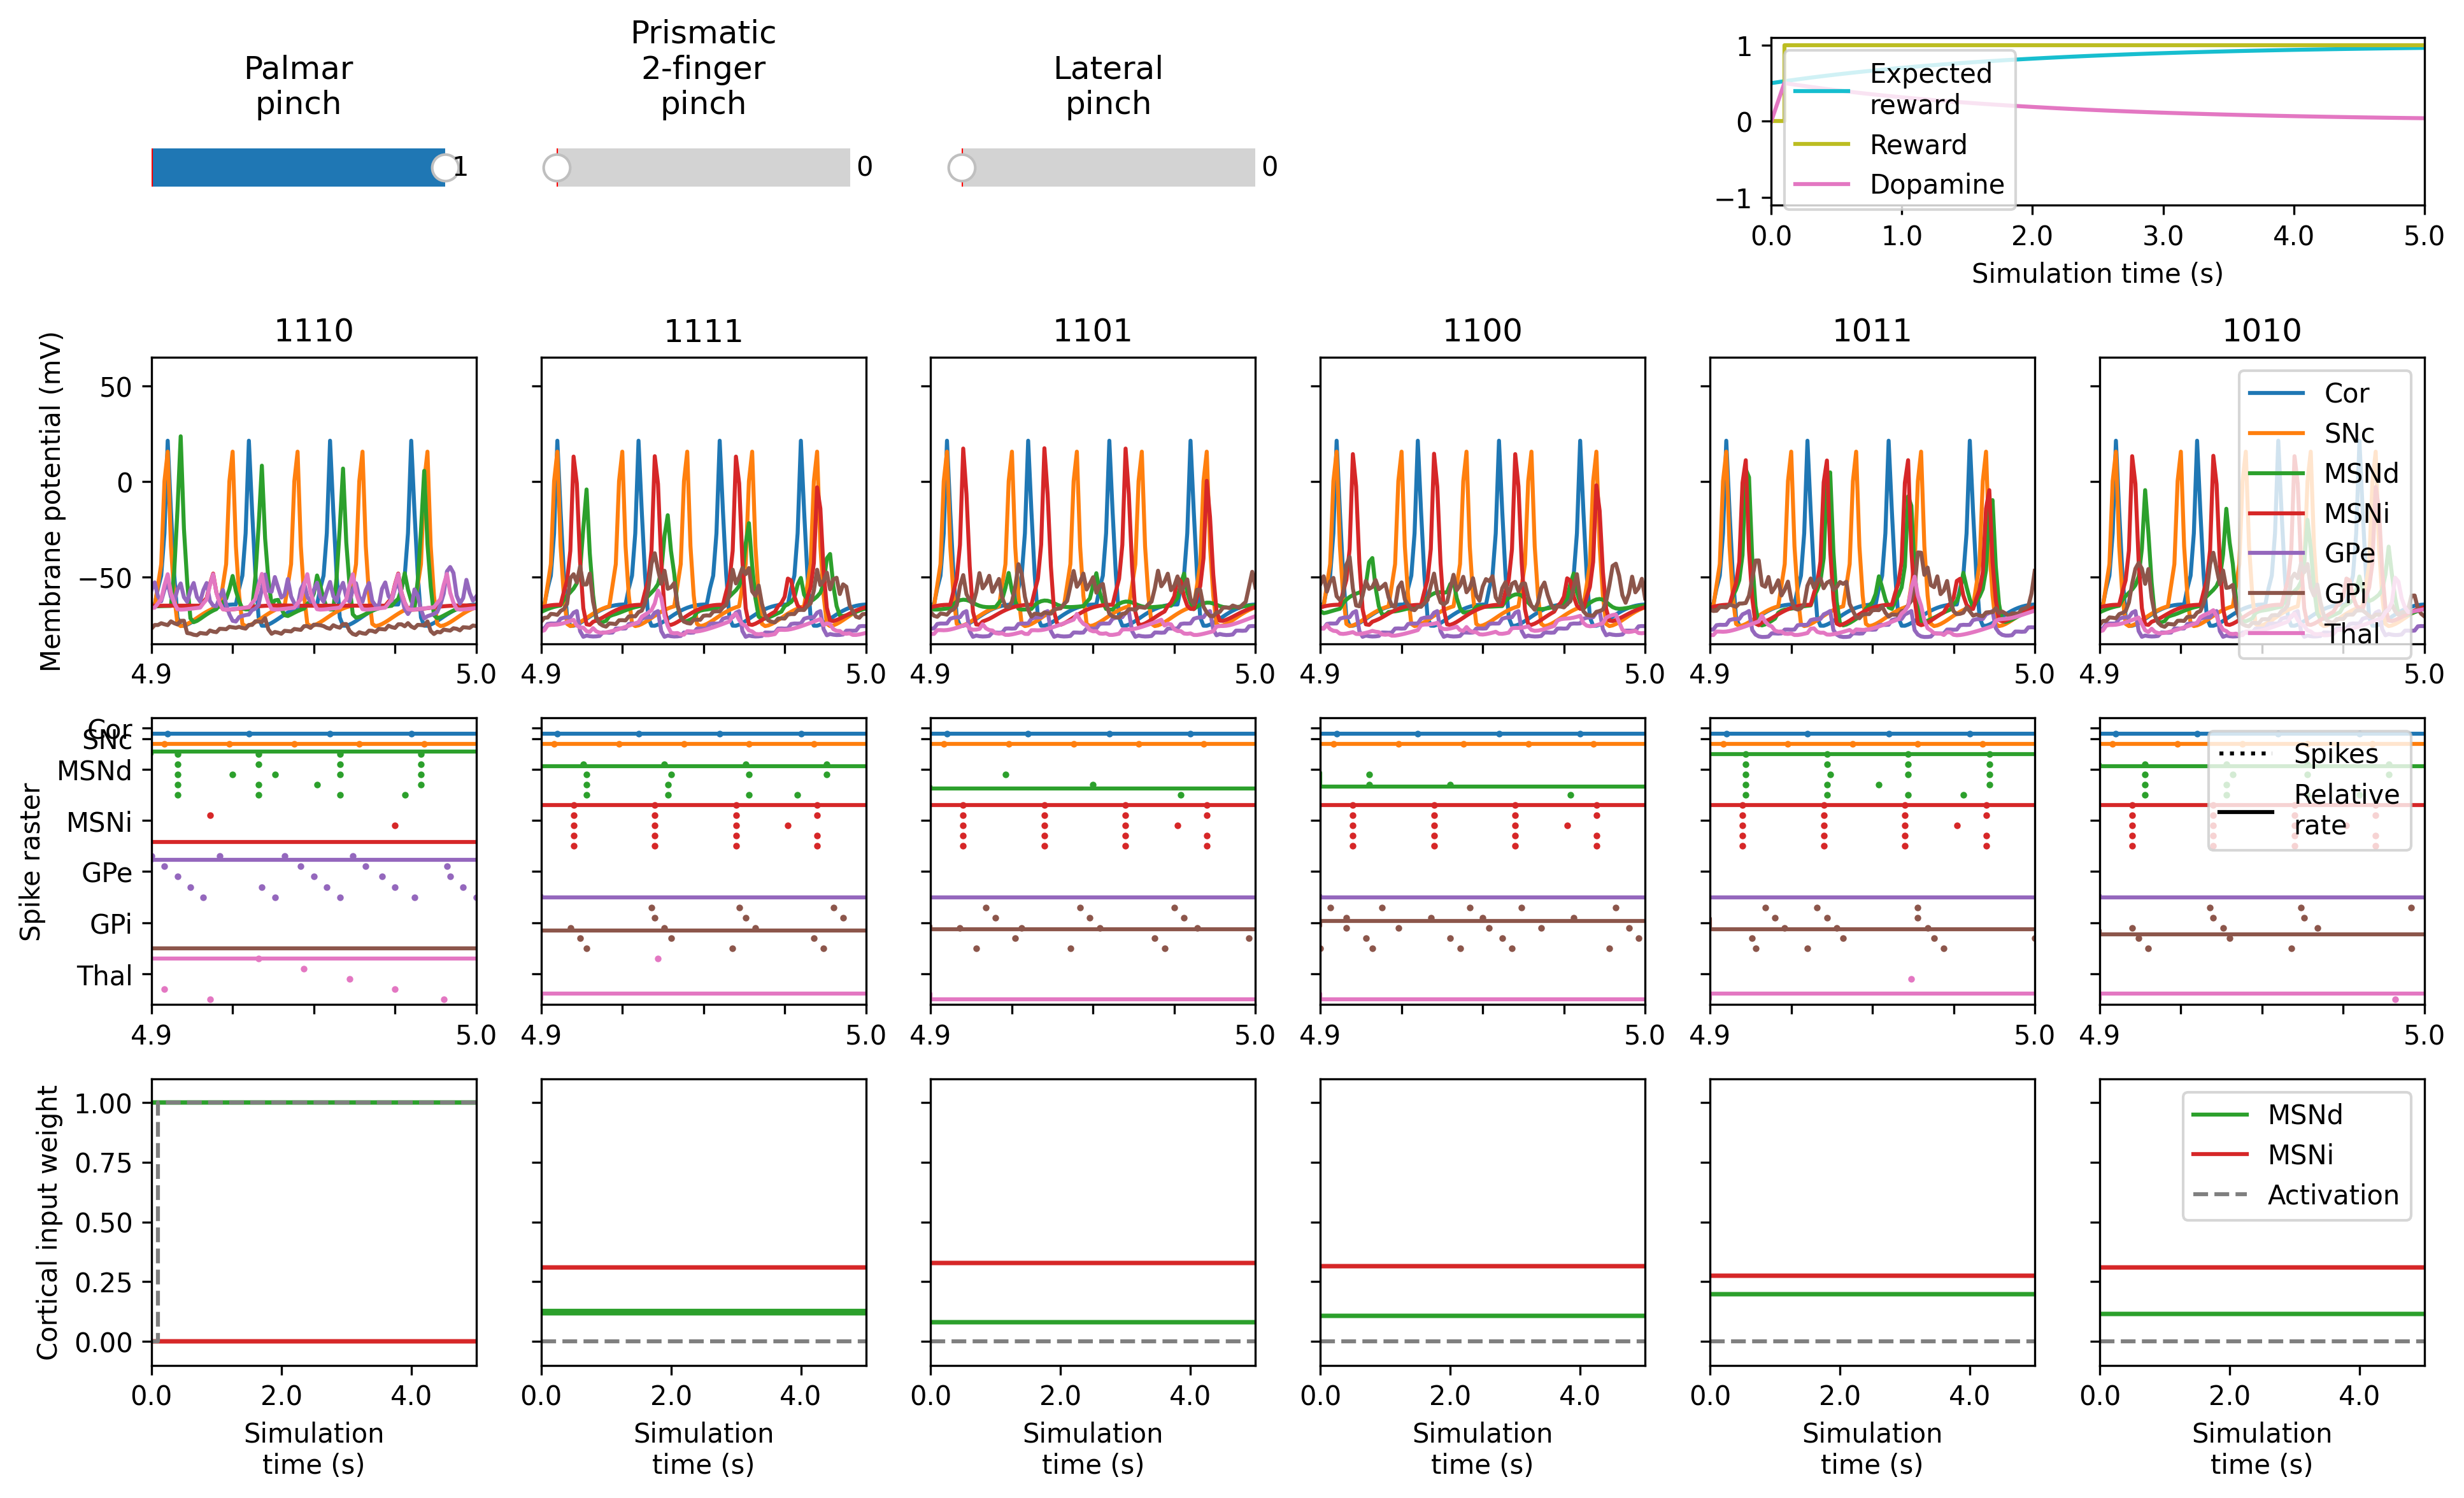 Palmar
pinch
Prismatic
2-finger
pinch
Lateral
pinch
1
0
0
1
0
−1
Expected
reward
Reward
Dopamine
0.0 1.0 2.0 3.0 4.0 5.0
Simulation time (s)
1110 1111 1101 1100 1011 1010
Membrane potential (mV)
50
0
−50
Cor
SNc
MSNd
MSNi
GPe
GPi
Thal
4.9 5.0 4.9 5.0 4.9 5.0 4.9 5.0 4.9 5.0 4.9 5.0
Spike raster
Cor
SNc
MSNd
MSNi
GPe
GPi
Thal
Spikes
Relative
rate
4.9 5.0 4.9 5.0 4.9 5.0 4.9 5.0 4.9 5.0 4.9 5.0
Cortical input weight
1.00
0.75
0.50
0.25
0.00
MSNd
MSNi
Activation
0.0 2.0 4.0 0.0 2.0 4.0 0.0 2.0 4.0 0.0 2.0 4.0 0.0 2.0 4.0 0.0 2.0 4.0
Simulation
time (s)
Simulation
time (s)
Simulation
time (s)
Simulation
time (s)
Simulation
time (s)
Simulation
time (s)